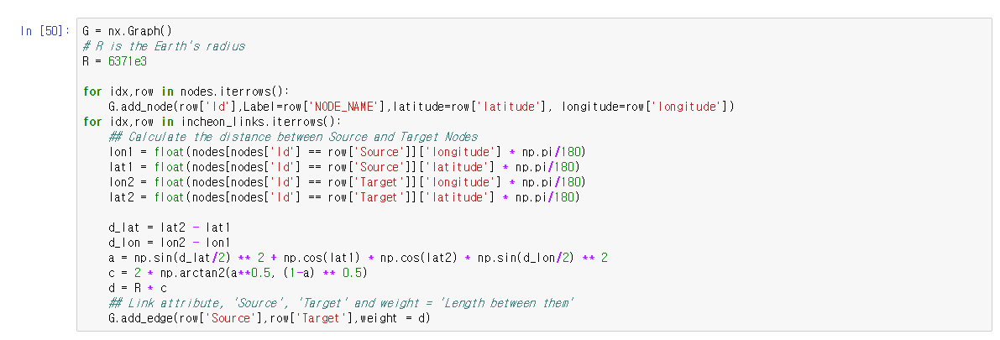 In [50]: G = nx.Graph()
# R is the Earth's radius
R = 6371e3
for idx,row in nodes.iterrows():
    G.add_node(row['Id'],Label=row['NODE_NAME'],latitude=row['latitude'], longitude=row['longitude'])
for idx,row in incheon_links.iterrows():
    ## Calculate the distance between Source and Target Nodes
    lon1 = float(nodes[nodes['Id'] == row['Source']]['longitude'] * np.pi/180)
    lat1 = float(nodes[nodes['Id'] == row['Source']]['latitude'] * np.pi/180)
    lon2 = float(nodes[nodes['Id'] == row['Target']]['longitude'] * np.pi/180)
    lat2 = float(nodes[nodes['Id'] == row['Target']]['latitude'] * np.pi/180)
    d_lat = lat2 - lat1
    d_lon = lon2 - lon1
    a = np.sin(d_lat/2) ** 2 + np.cos(lat1) * np.cos(lat2) * np.sin(d_lon/2) ** 2
    c = 2 * np.arctan2(a**0.5, (1-a) ** 0.5)
    d = R * c
    ## Link attribute, 'Source', 'Target' and weight = 'Length between them'
    G.add_edge(row['Source'],row['Target'],weight = d)